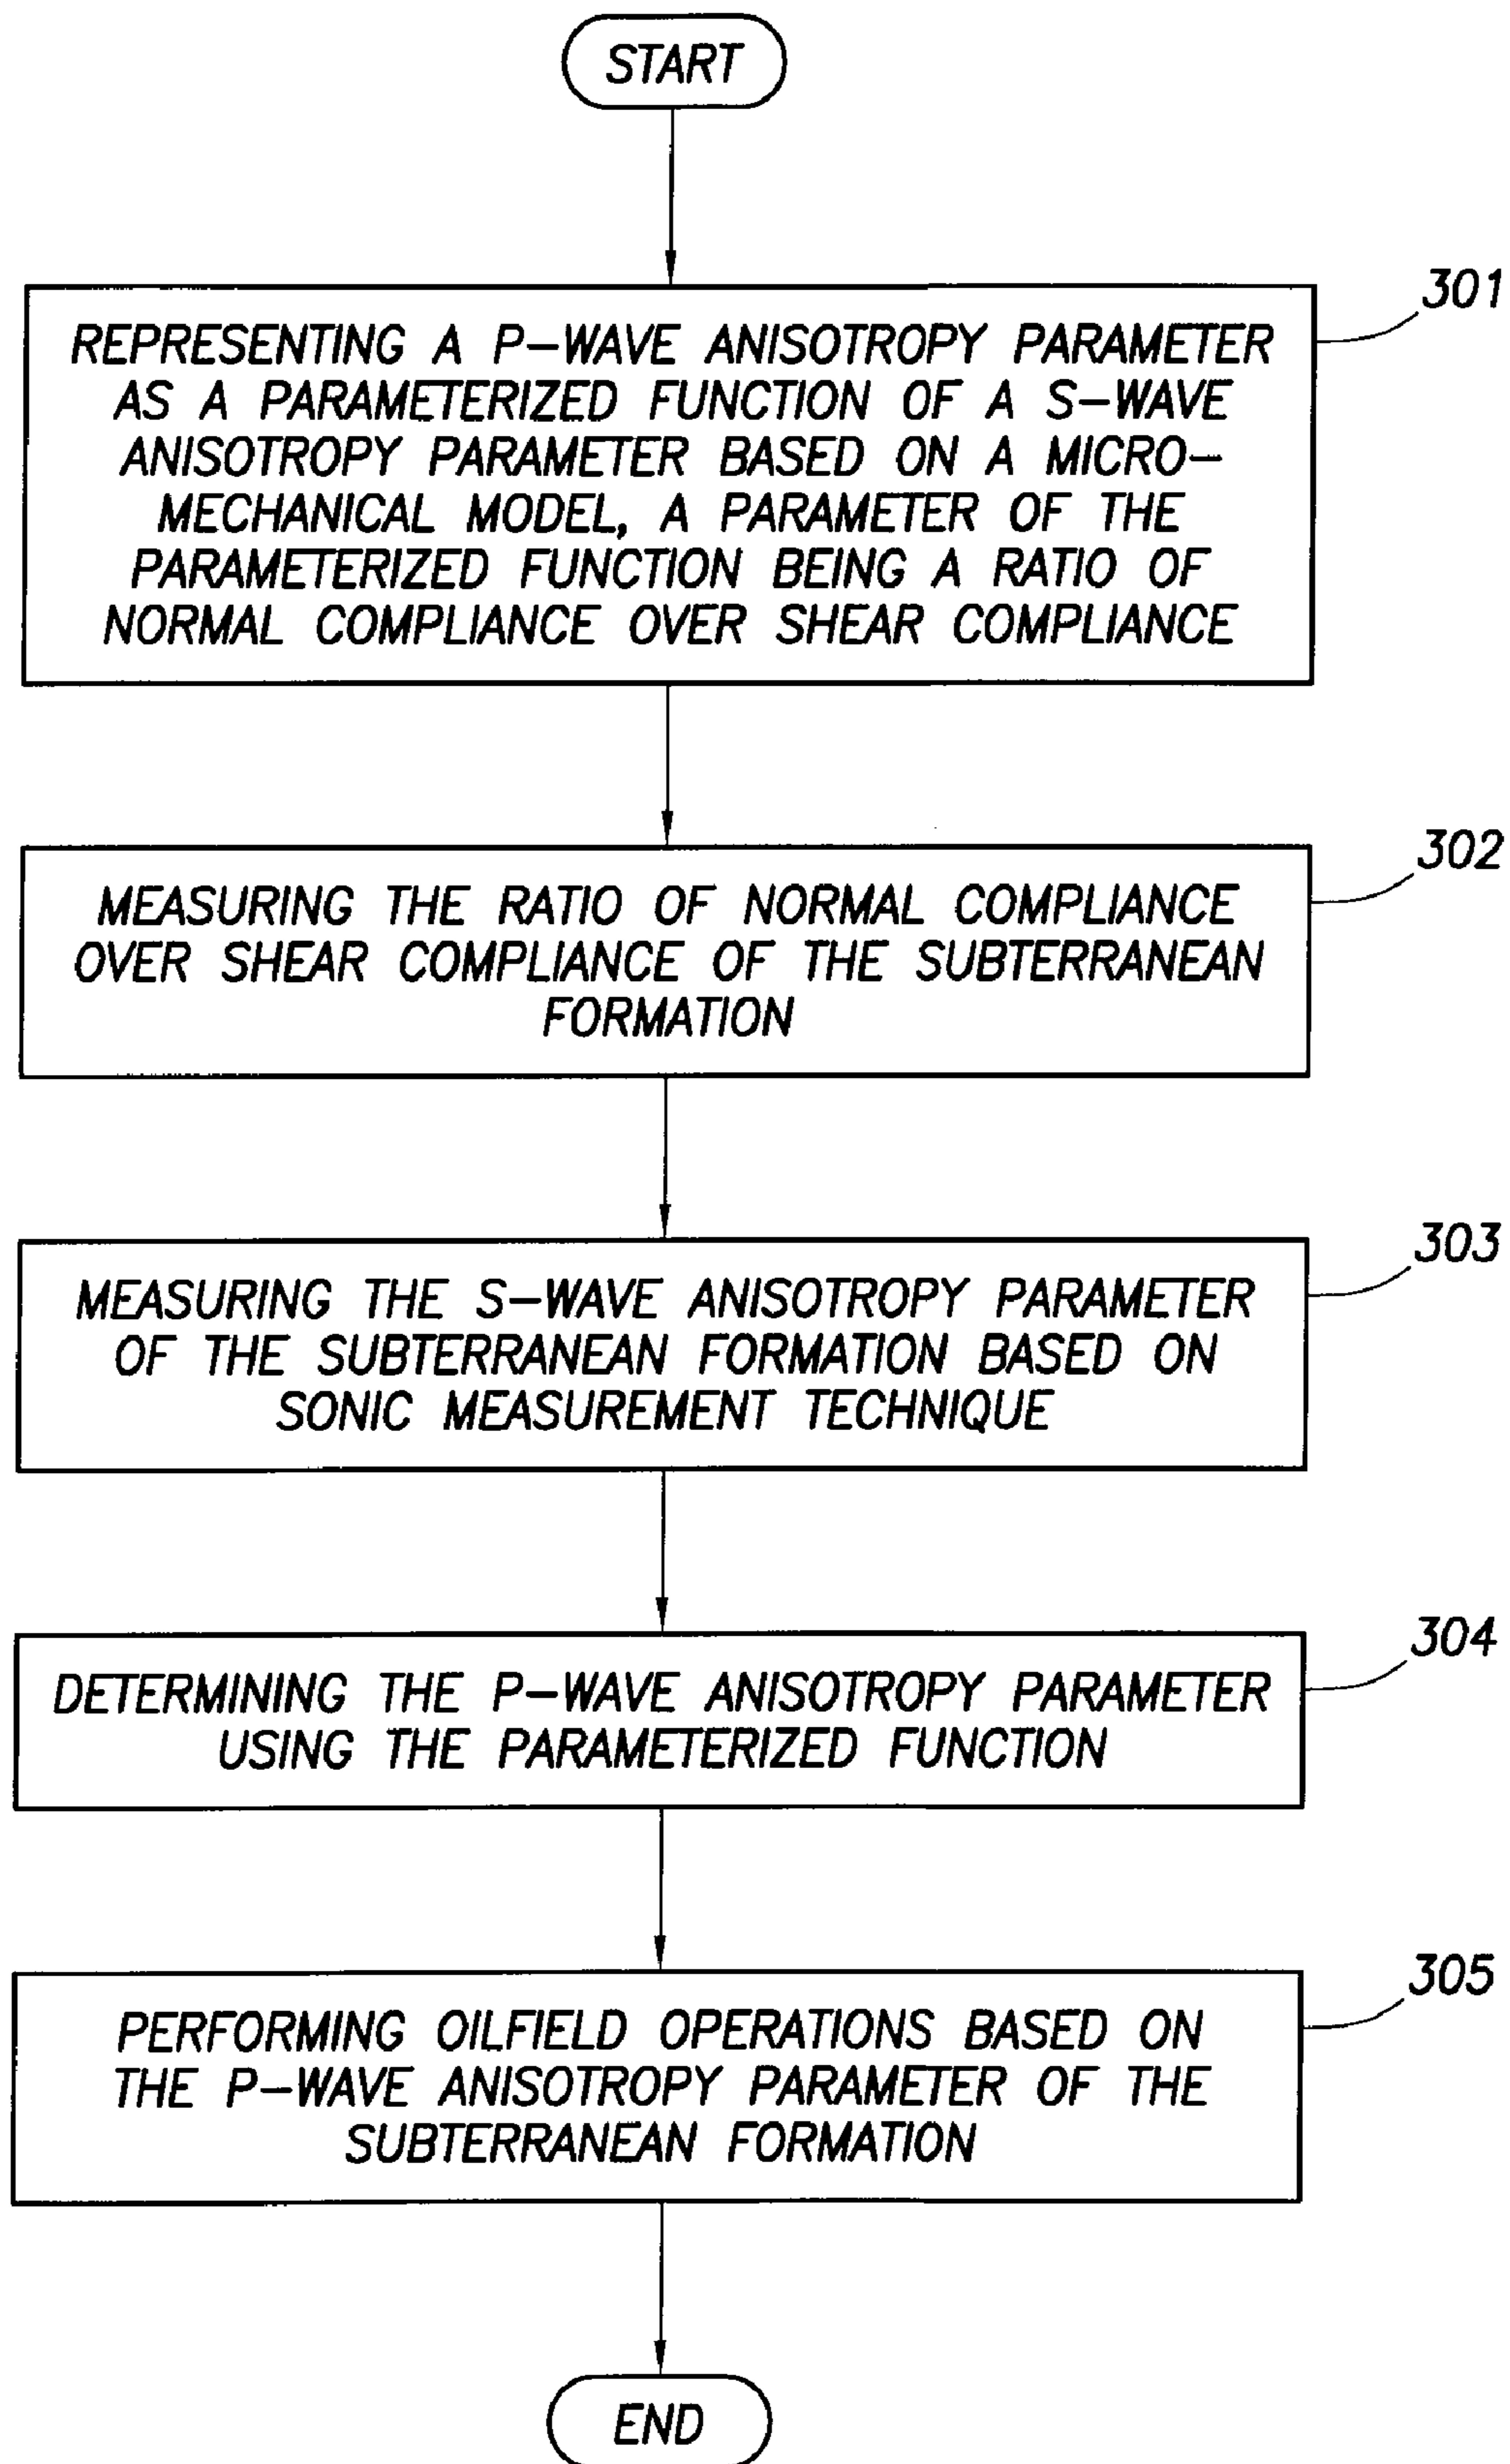 START
301
REPRESENTING A P-WAVE ANISOTROPY PARAMETER
AS A PARAMETERIZED FUNCTION OF A S-WAVE
ANISOTROPY PARAMETER BASED ON A MICRO-
MECHANICAL MODEL, A PARAMETER OF THE
PARAMETERIZED FUNCTION BEING A RATIO OF
NORMAL COMPLIANCE OVER SHEAR COMPLIANCE
302
MEASURING THE RATIO OF NORMAL COMPLIANCE
OVER SHEAR COMPLIANCE OF THE SUBTERRANEAN
FORMATION
303
MEASURING THE S-WAVE ANISOTROPY PARAMETER
OF THE SUBTERRANEAN FORMATION BASED ON
SONIC MEASUREMENT TECHNIQUE
304
DETERMINING THE P-WAVE ANISOTROPY PARAMETER
USING THE PARAMETERIZED FUNCTION
305
PERFORMING OILFIELD OPERATIONS BASED ON
THE P-WAVE ANISOTROPY PARAMETER OF THE
SUBTERRANEAN FORMATION
END